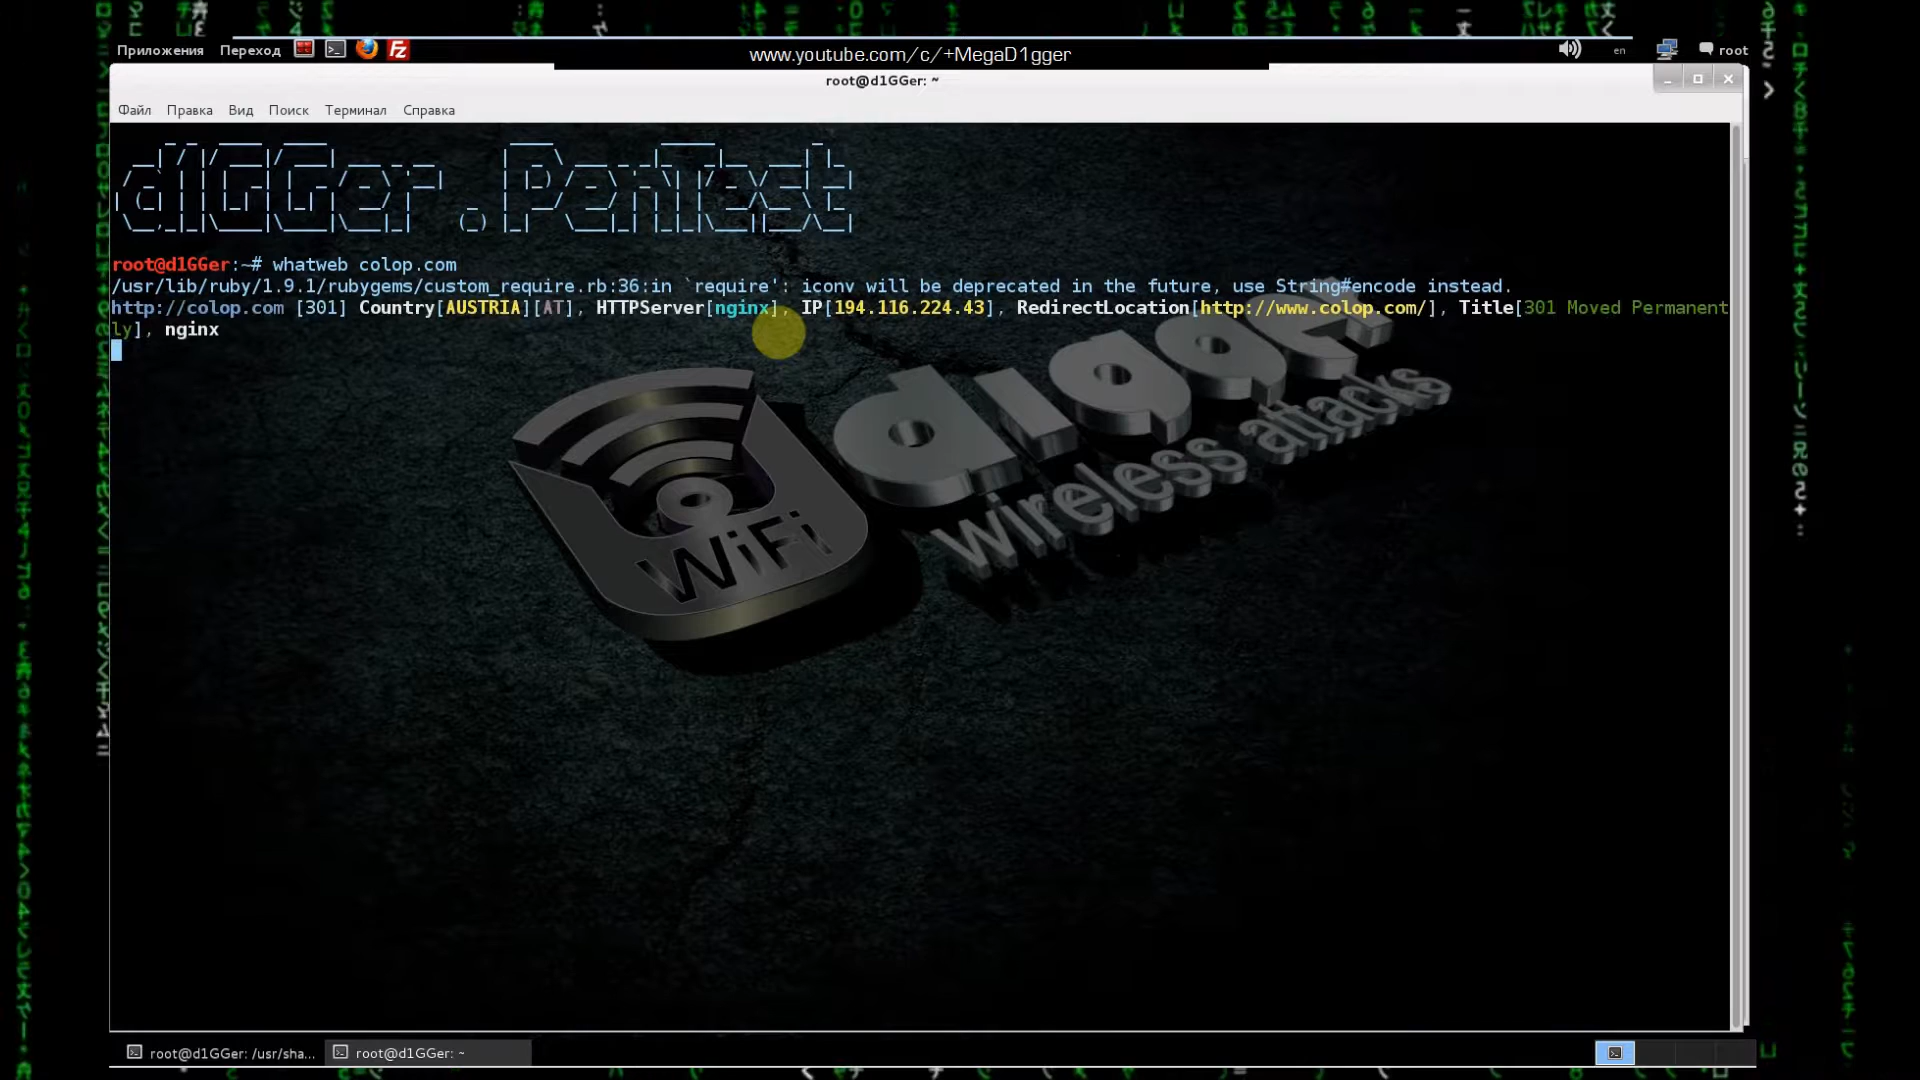 Приложения Переход www.youtube.com/c/+MegaD1gger en root
root@d1GGer: ~
Файл Правка Вид Поиск Терминал Справка
d1GGer . PenTest
root@d1GGer:~# whatweb colop.com
/usr/lib/ruby/1.9.1/rubygems/custom_require.rb:36:in `require': iconv will be deprecated in the future, use String#encode instead.
http://colop.com [301] Country[AUSTRIA][AT], HTTPServer[nginx], IP[194.116.224.43], RedirectLocation[http://www.colop.com/], Title[301 Moved Permanent
ly], nginx
d1gger
wireless attacks
WiFi
root@d1GGer: /usr/sha... root@d1GGer: ~